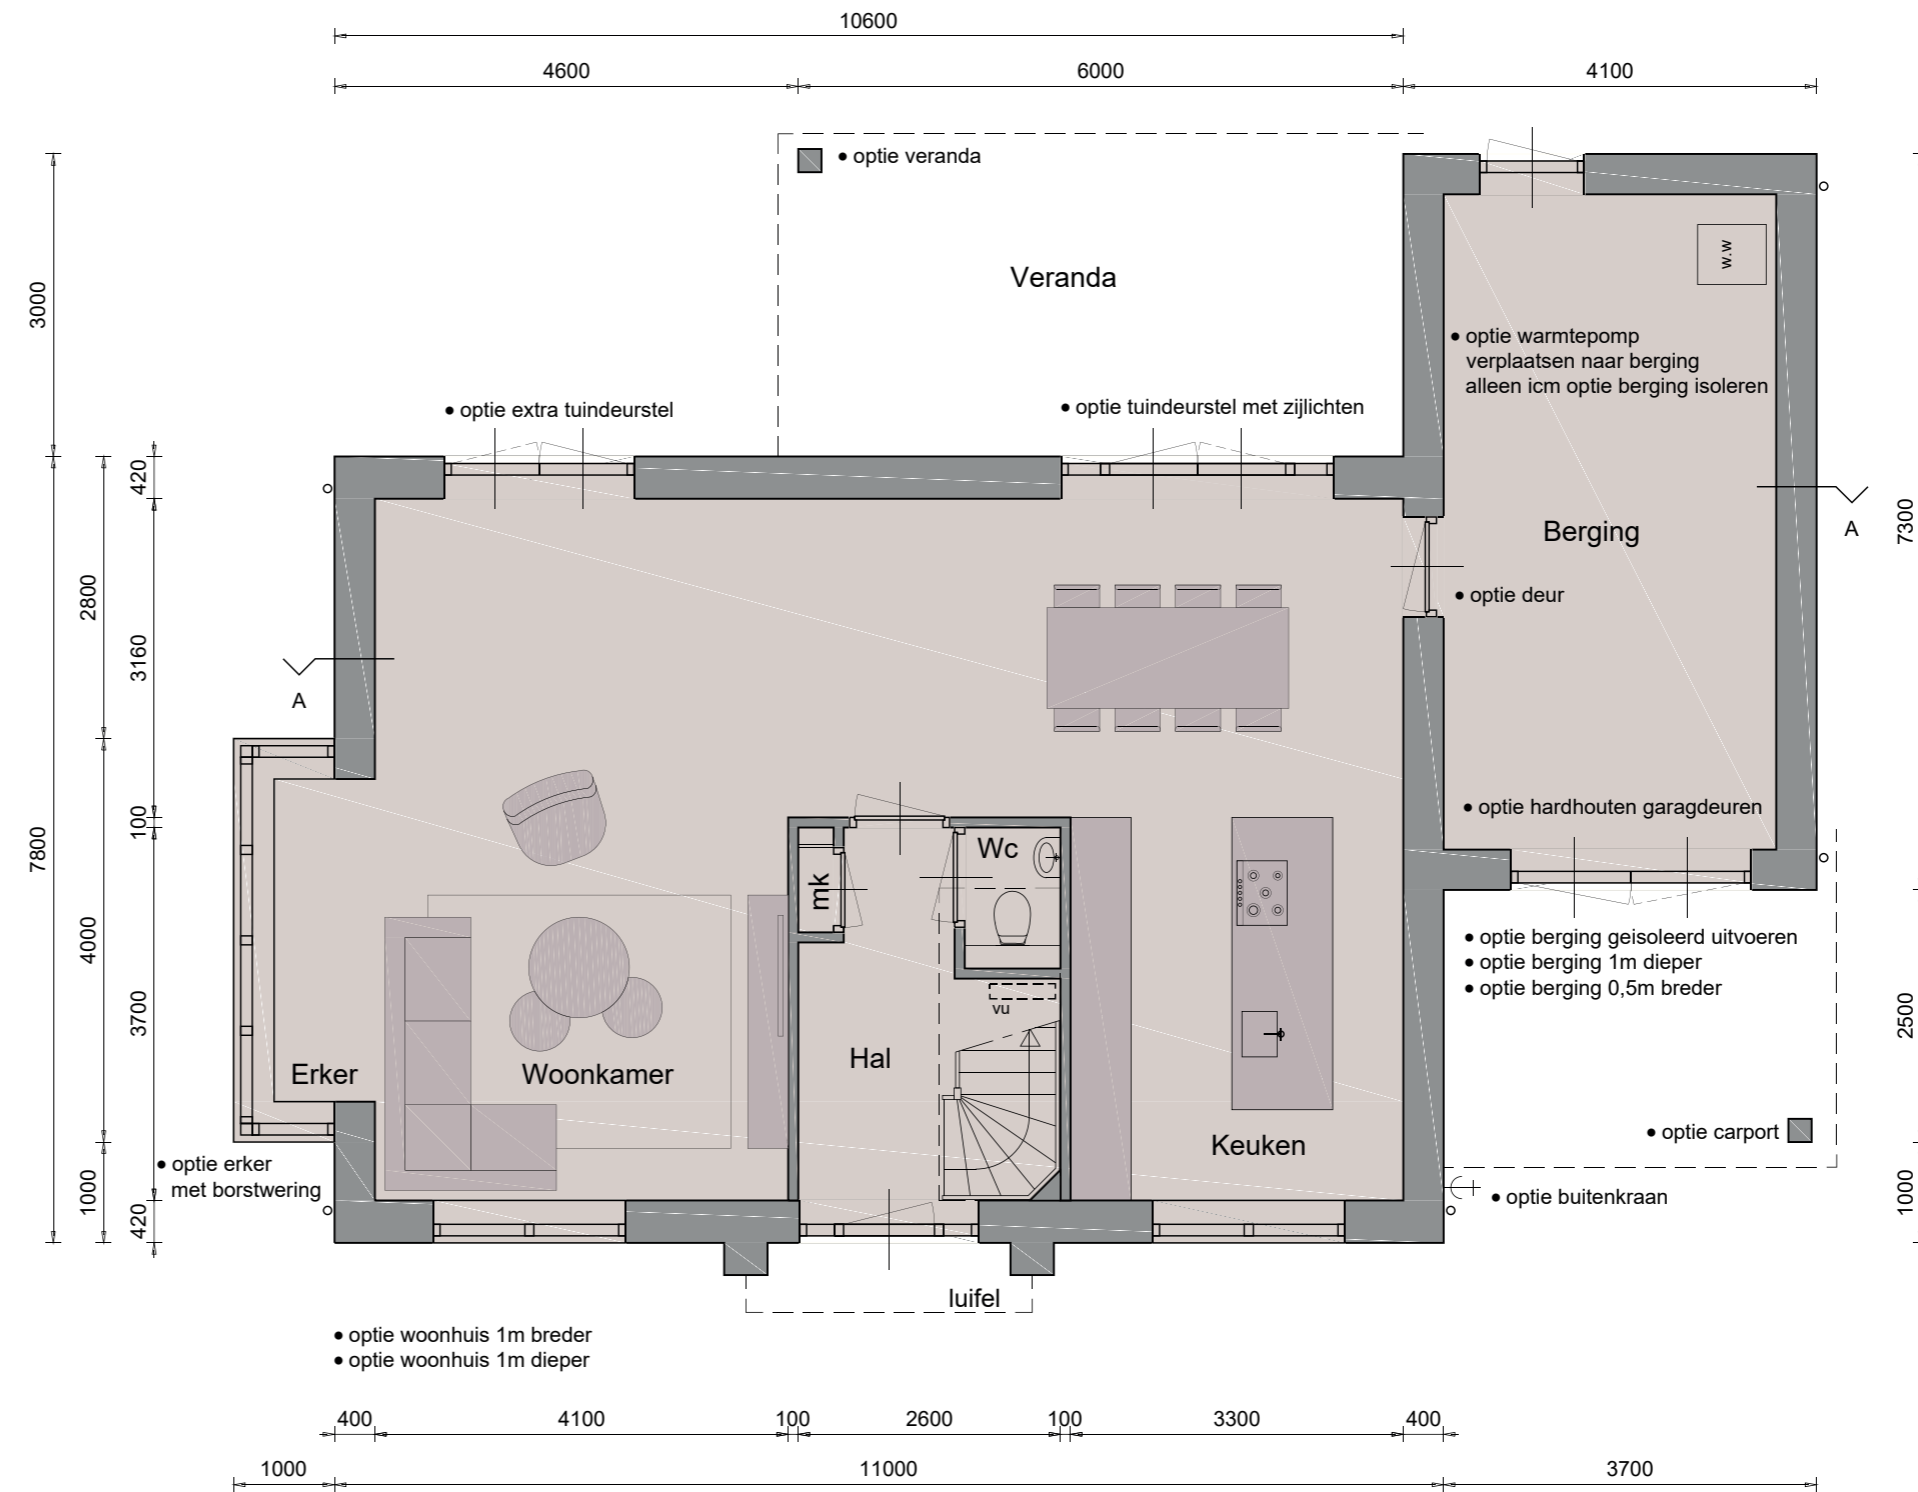 10600
4600
6000
4100
• optie veranda
Veranda
w.w
3000
• optie warmtepomp
verplaatsen naar berging
alleen icm optie berging isoleren
• optie extra tuindeurstel
• optie tuindeurstel met zijlichten
420
A
Berging
7300
2800
• optie deur
3160
A
• optie hardhouten garagdeuren
100
7800
Wc
mk
4000
• optie berging geisoleerd uitvoeren
• optie berging 1m dieper
• optie berging 0,5m breder
vu
3700
2500
Hal
Erker
Woonkamer
Keuken
• optie carport
• optie erker
met borstwering
1000
420
• optie buitenkraan
1000
luifel
• optie woonhuis 1m breder
• optie woonhuis 1m dieper
400
4100
100
2600
100
3300
400
1000
11000
3700